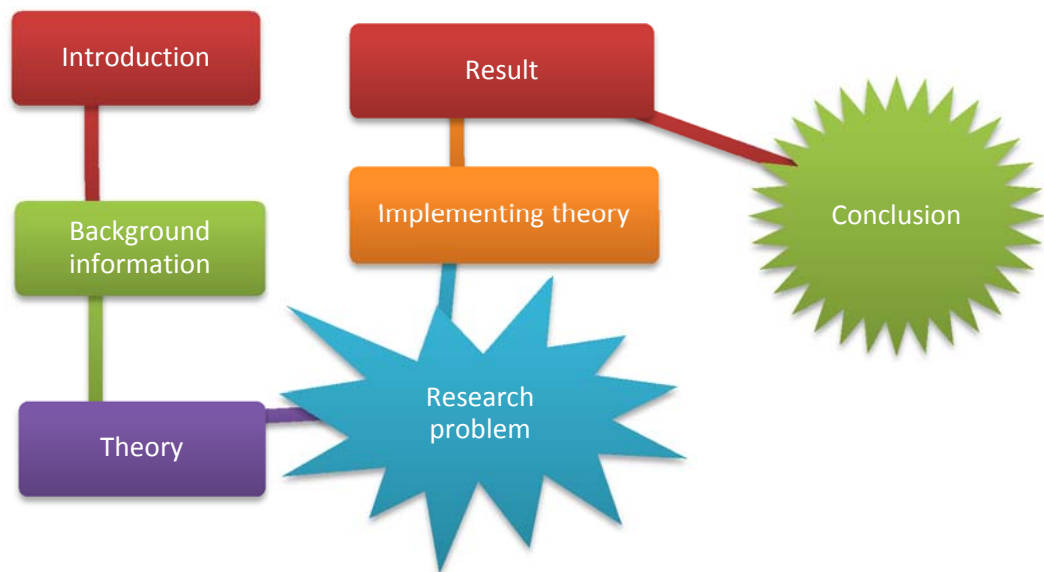 Introduction
Background
information
Theory
Research
problem
Implementing theory
Result
Conclusion